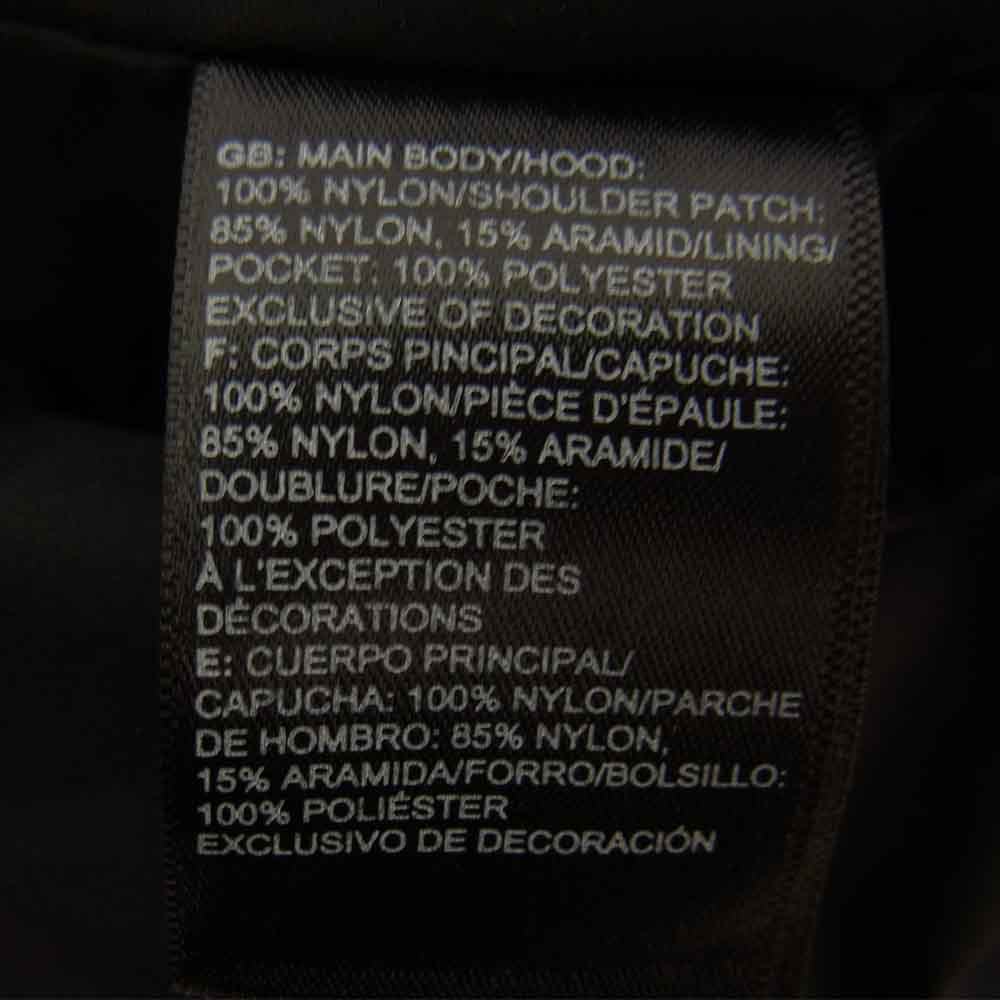 GB: MAIN BODY/HOOD:
100% NYLON/SHOULDER PATCH:
85% NYLON, 15% ARAMID/LINING/
POCKET: 100% POLYESTER
EXCLUSIVE OF DECORATION
F: CORPS PINCIPAL/CAPUCHE:
100% NYLON/PIÈCE D'ÉPAULE:
85% NYLON, 15% ARAMIDE/
DOUBLURE/POCHE:
100% POLYESTER
À L'EXCEPTION DES
DÉCORATIONS
E: CUERPO PRINCIPAL/
CAPUCHA: 100% NYLON/PARCHE
DE HOMBRO: 85% NYLON,
15% ARAMIDA/FORRO/BOLSILLO:
100% POLIÉSTER
EXCLUSIVO DE DECORACIÓN